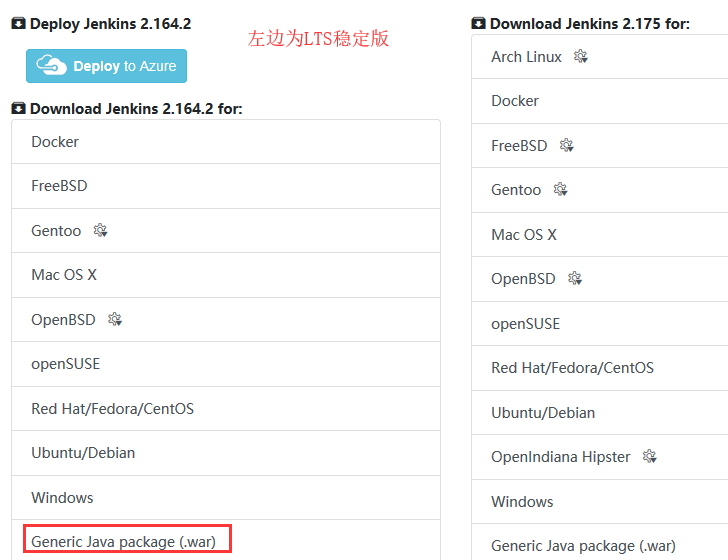 Deploy Jenkins 2.164.2
左边为LTS稳定版
Deploy to Azure
Download Jenkins 2.164.2 for:
Docker
FreeBSD
Gentoo
Mac OS X
OpenBSD
openSUSE
Red Hat/Fedora/CentOS
Ubuntu/Debian
Windows
Generic Java package (.war)
Download Jenkins 2.175 for:
Arch Linux
Docker
FreeBSD
Gentoo
Mac OS X
OpenBSD
openSUSE
Red Hat/Fedora/CentOS
Ubuntu/Debian
OpenIndiana Hipster
Windows
Generic Java package (.war)